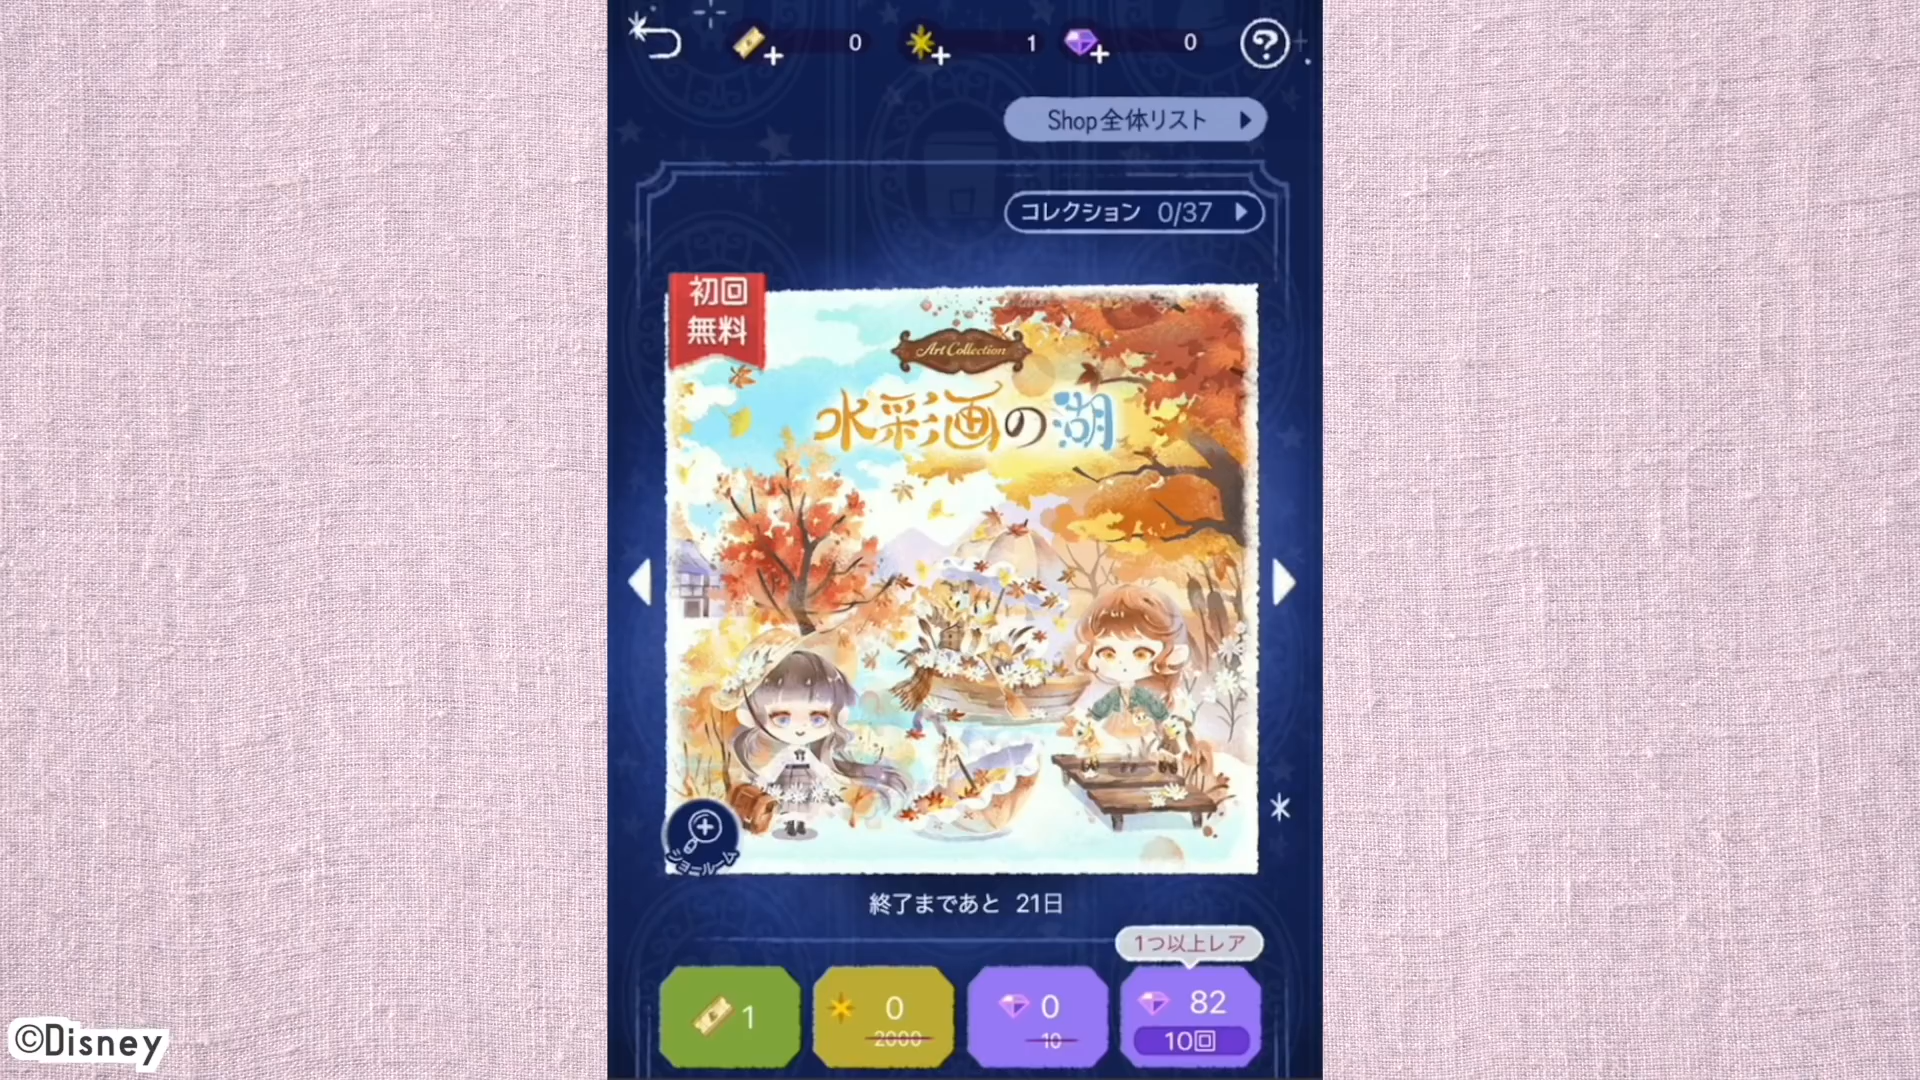 0
1
0
?
Shop全体リスト
コレクション 0/37
初回
無料
Art Collection
水彩画の湖
ショールーム
終了まであと 21日
1つ以上レア
1
0
2000
0
10
82
10回
©Disney